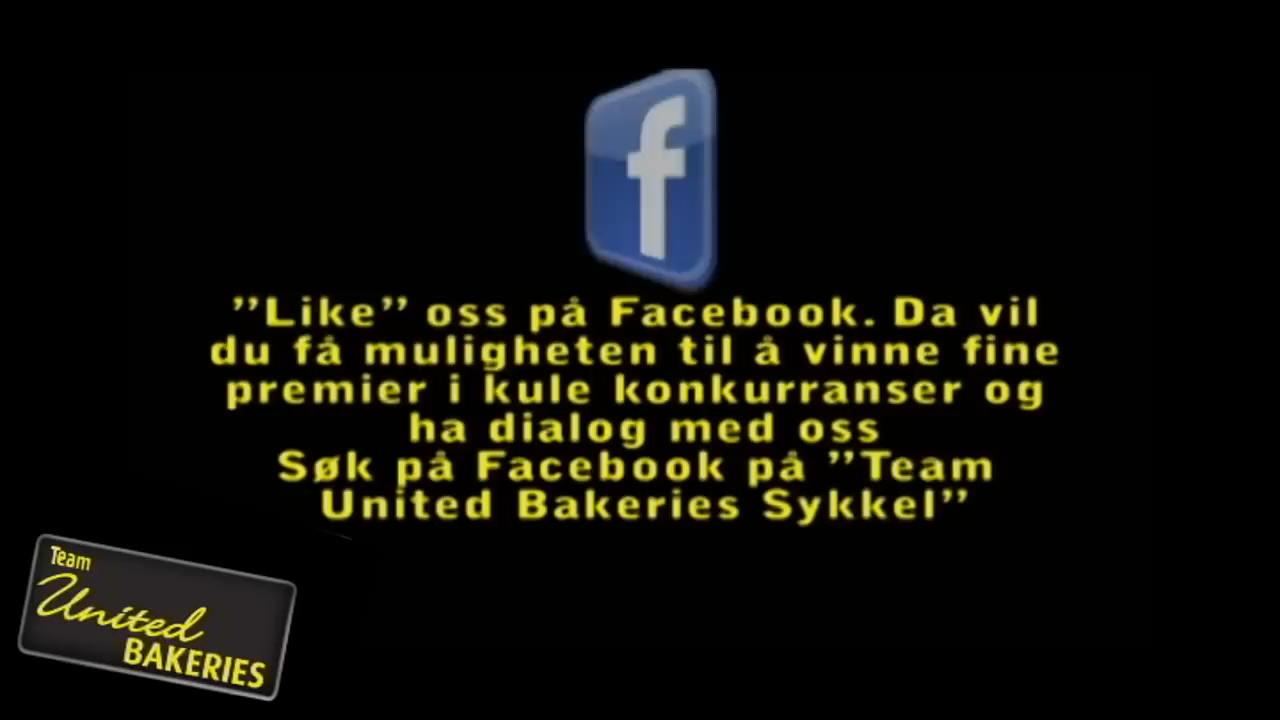 f
”Like” oss på Facebook. Da vil
du få muligheten til å vinne fine
premier i kule konkurranser og
ha dialog med oss
Søk på Facebook på ”Team
United Bakeries Sykkel”
Team
United
BAKERIES